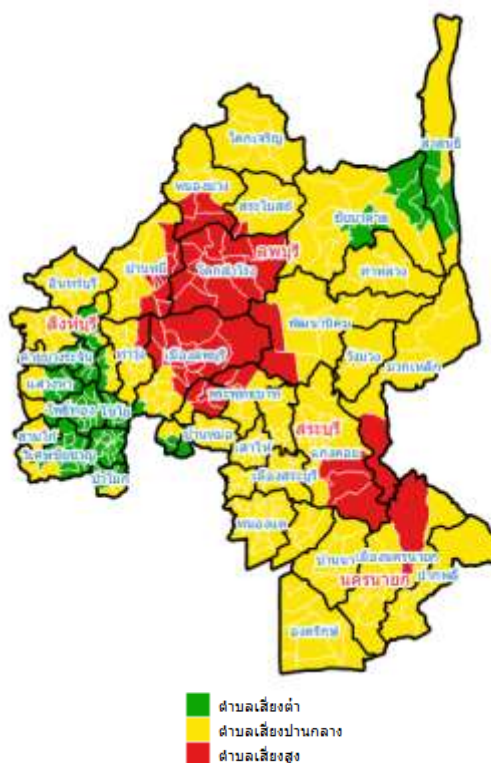 โคกเจริญ
ลำสนธิ
หนองม่วง
สระโบสถ์
ชัยบาดาล
ลพบุรี
บ้านหมี่
โคกสำโรง
ท่าหลวง
อินทร์บุรี
สิงห์บุรี
พัฒนานิคม
ค่ายบางระจัน
ท่าวุ้ง
เมืองลพบุรี
วังม่วง
มวกเหล็ก
แสวงหา
พระพุทธบาท
โพธิ์ทอง
ไชโย
สระบุรี
สามโก้
บ้านหมอ
เสาไห้
แก่งคอย
วิเศษชัยชาญ
เมืองสระบุรี
ป่าโมก
หนองแค
บ้านนา
เมืองนครนายก
นครนายก
ปากพลี
องครักษ์
ตำบลเสี่ยงต่ำ
ตำบลเสี่ยงปานกลาง
ตำบลเสี่ยงสูง